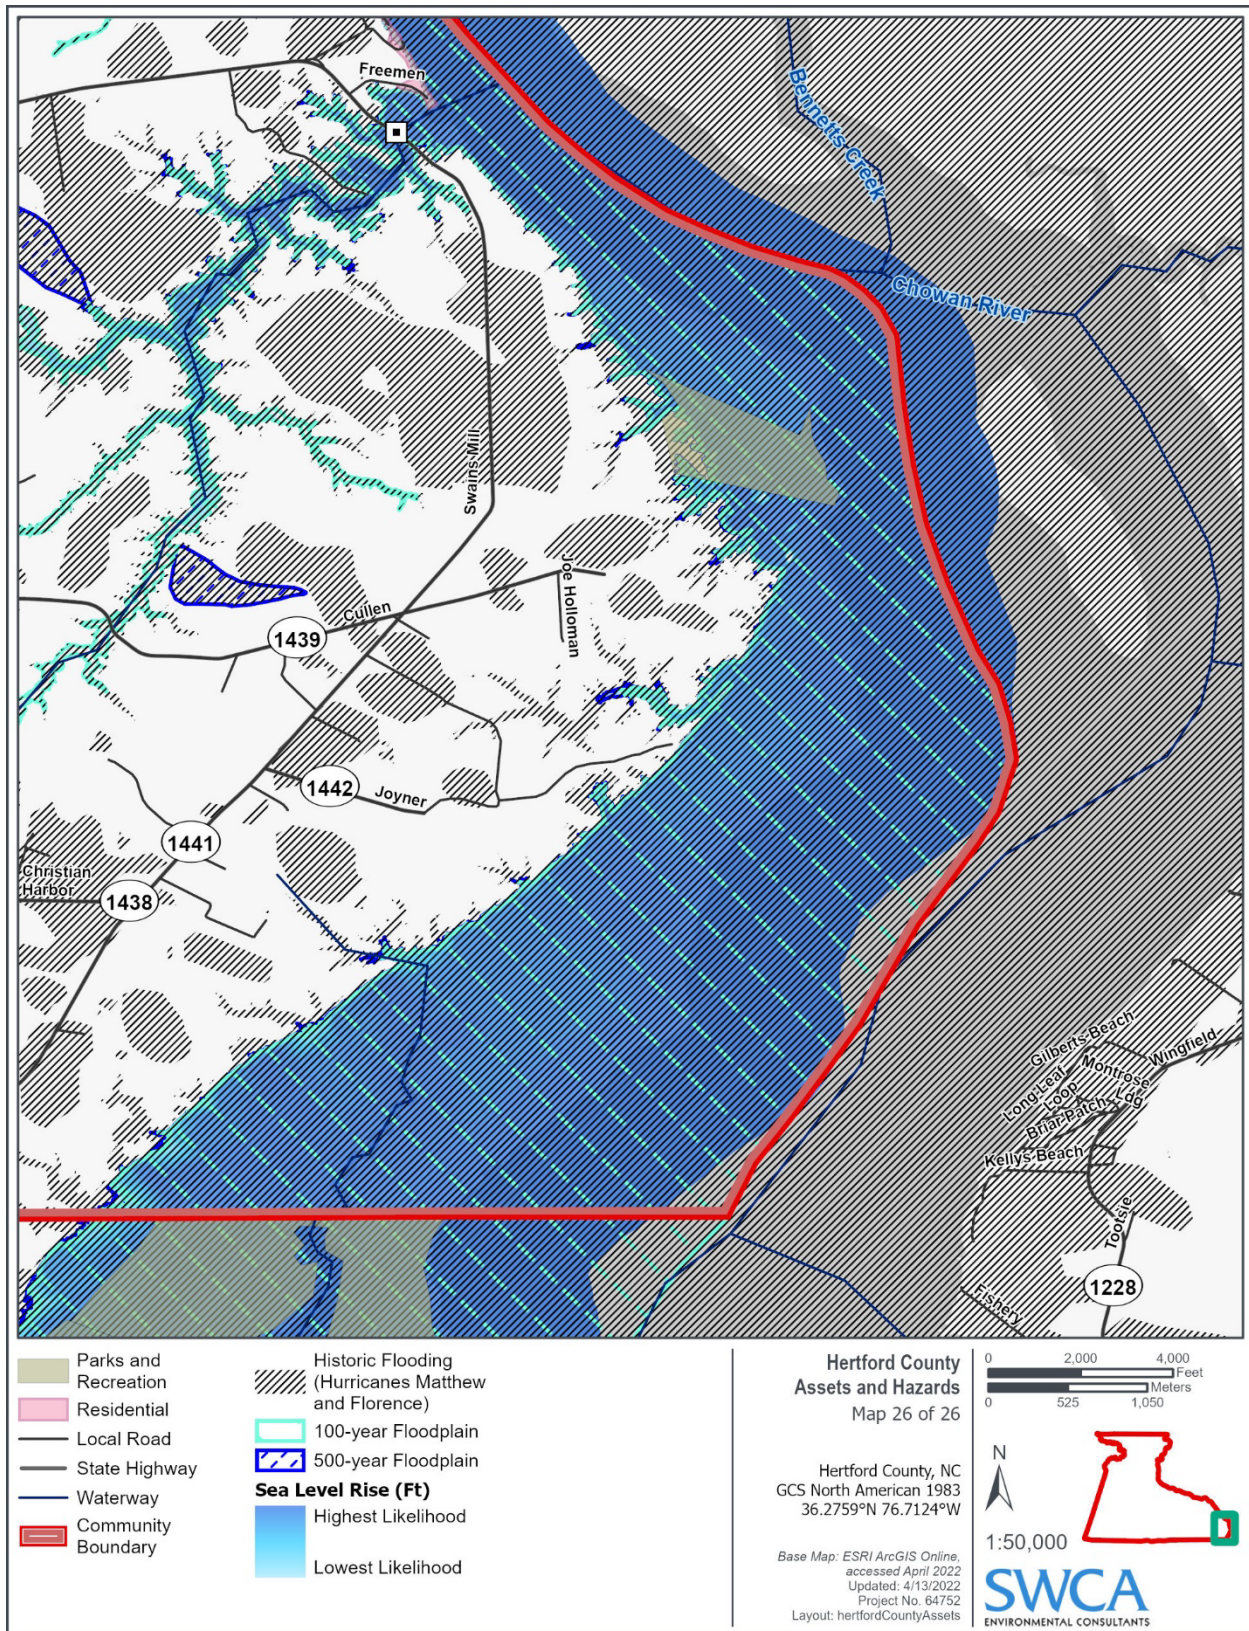 Freemen
Bennetts Creek
Chowan River
Swains Mill
Joe Holloman
Cullen
1439
1442
Joyner
1441
Christian
Harbor
1438
Gilberts Beach
Wingfield
Montrose
Ldg
Long Leaf
Loop
Briar Patch
Kellys Beach
Tootsie
1228
Fishery
Parks and
Recreation
Residential
Local Road
State Highway
Waterway
Community
Boundary
Historic Flooding
(Hurricanes Matthew
and Florence)
100-year Floodplain
500-year Floodplain
Sea Level Rise (Ft)
Highest Likelihood
Lowest Likelihood
Hertford County
Assets and Hazards
Map 26 of 26
Hertford County, NC
GCS North American 1983
36.2759°N 76.7124°W
Base Map: ESRI ArcGIS Online,
accessed April 2022
Updated: 4/13/2022
Project No. 64752
Layout: hertfordCountyAssets
0 2,000 4,000
Feet
Meters
0 525 1,050
N
1:50,000
SWCA
ENVIRONMENTAL CONSULTANTS